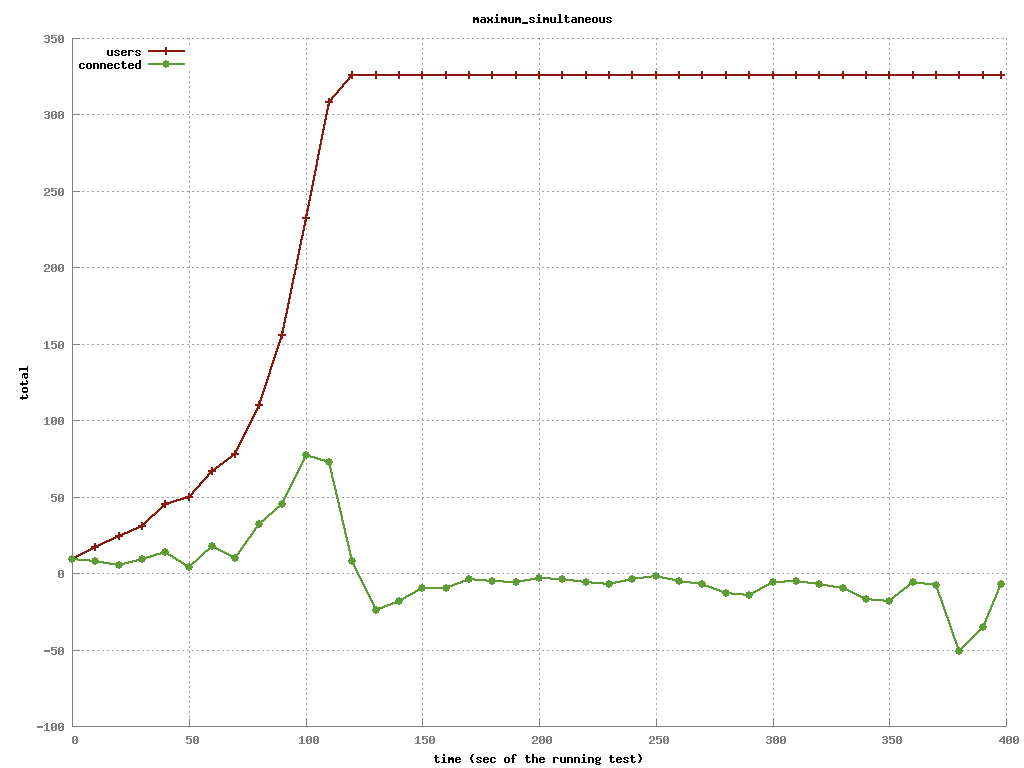 maximum_simultaneous
users
connected
350
300
250
200
150
100
50
0
-50
-100
total
0 50 100 150 200 250 300 350 400
time (sec of the running test)